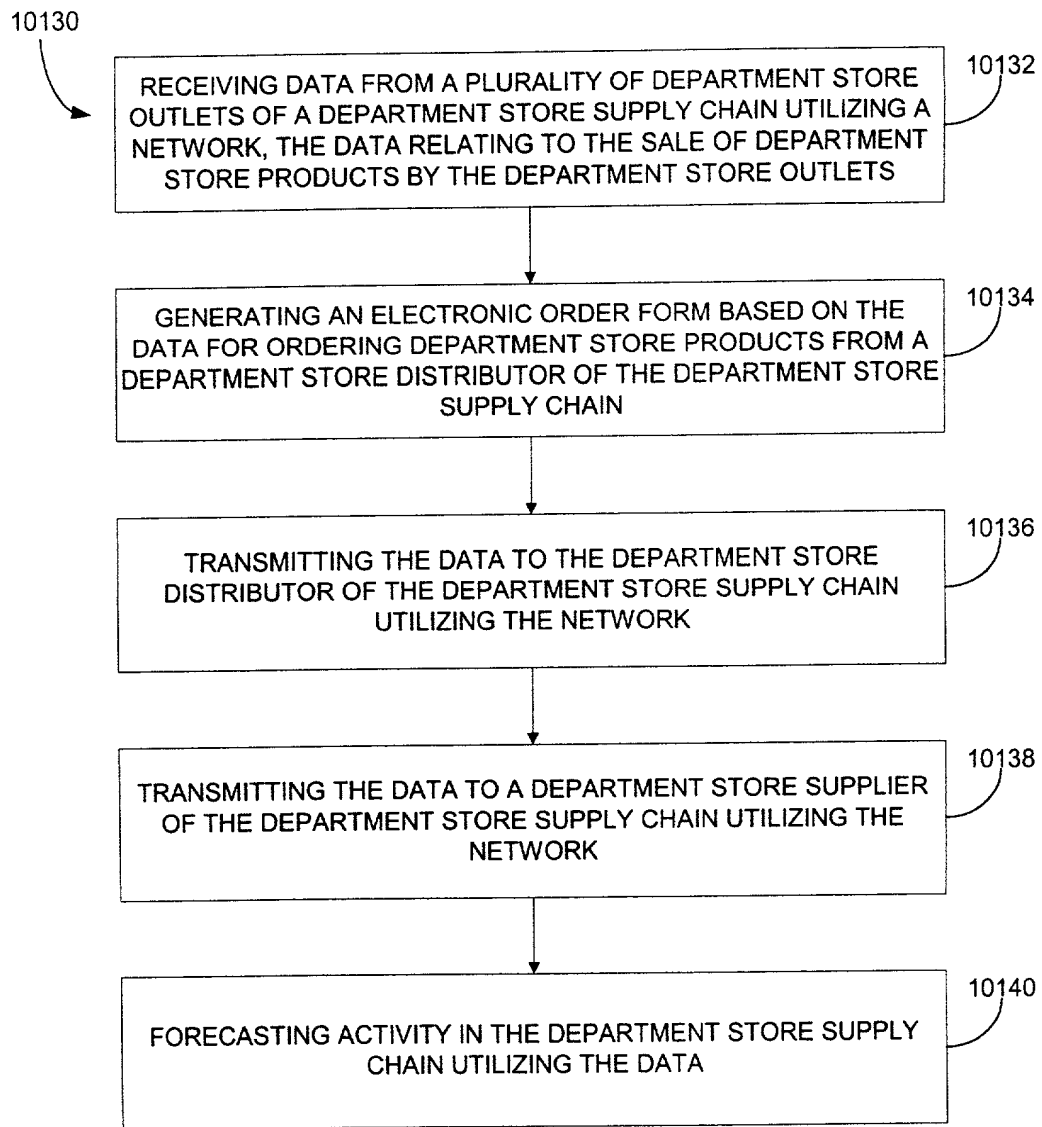 10130
10132
RECEIVING DATA FROM A PLURALITY OF DEPARTMENT STORE
OUTLETS OF A DEPARTMENT STORE SUPPLY CHAIN UTILIZING A
NETWORK, THE DATA RELATING TO THE SALE OF DEPARTMENT
STORE PRODUCTS BY THE DEPARTMENT STORE OUTLETS
10134
GENERATING AN ELECTRONIC ORDER FORM BASED ON THE
DATA FOR ORDERING DEPARTMENT STORE PRODUCTS FROM A
DEPARTMENT STORE DISTRIBUTOR OF THE DEPARTMENT STORE
SUPPLY CHAIN
10136
TRANSMITTING THE DATA TO THE DEPARTMENT STORE
DISTRIBUTOR OF THE DEPARTMENT STORE SUPPLY CHAIN
UTILIZING THE NETWORK
10138
TRANSMITTING THE DATA TO A DEPARTMENT STORE SUPPLIER
OF THE DEPARTMENT STORE SUPPLY CHAIN UTILIZING THE
NETWORK
10140
FORECASTING ACTIVITY IN THE DEPARTMENT STORE SUPPLY
CHAIN UTILIZING THE DATA